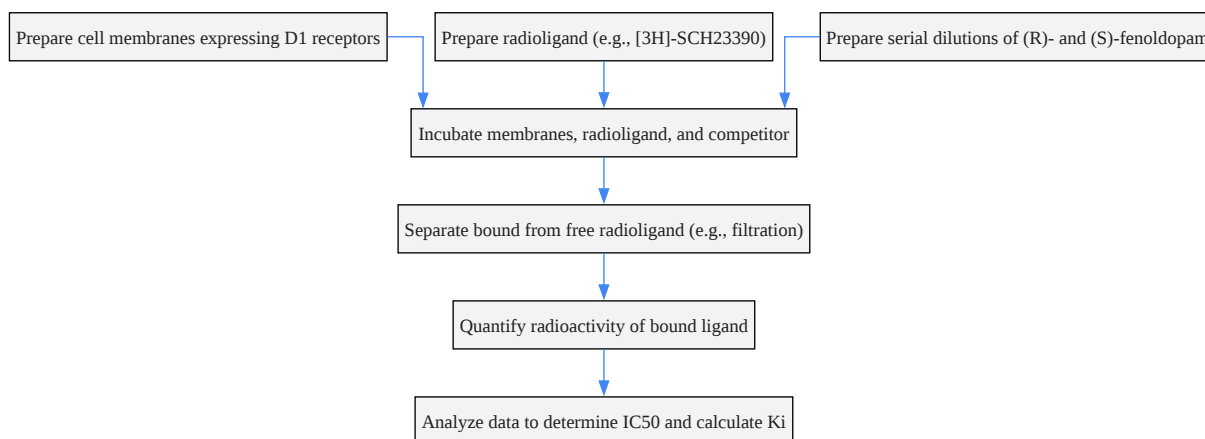 Prepare cell membranes expressing D1 receptors
Prepare radioligand (e.g., [3H]-SCH23390)
Prepare serial dilutions of (R)- and (S)-fenoldopam
Incubate membranes, radioligand, and competitor
Separate bound from free radioligand (e.g., filtration)
Quantify radioactivity of bound ligand
Analyze data to determine IC50 and calculate Ki